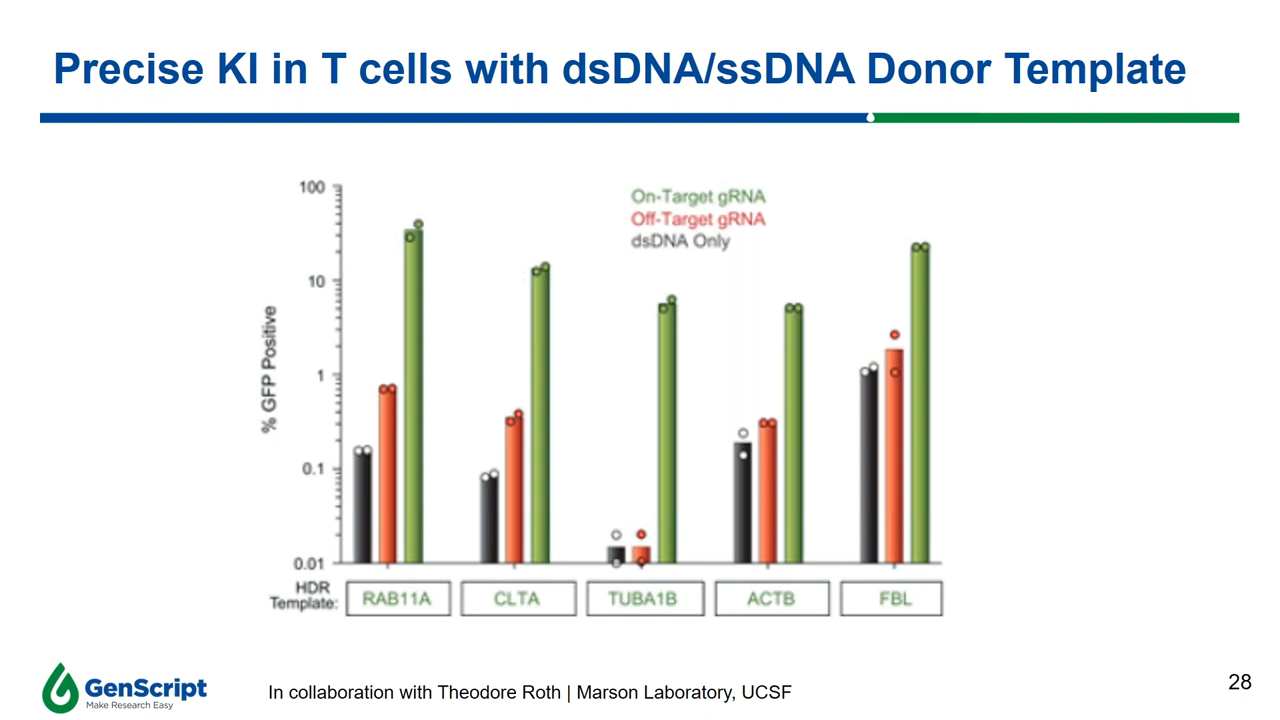 Precise KI in T cells with dsDNA/ssDNA Donor Template
100
10
1
0.1
0.01
% GFP Positive
On-Target gRNA
Off-Target gRNA
dsDNA Only
HDR
Template:
RAB11A
CLTA
TUBA1B
ACTB
FBL
GenScript
Make Research Easy
In collaboration with Theodore Roth | Marson Laboratory, UCSF
28